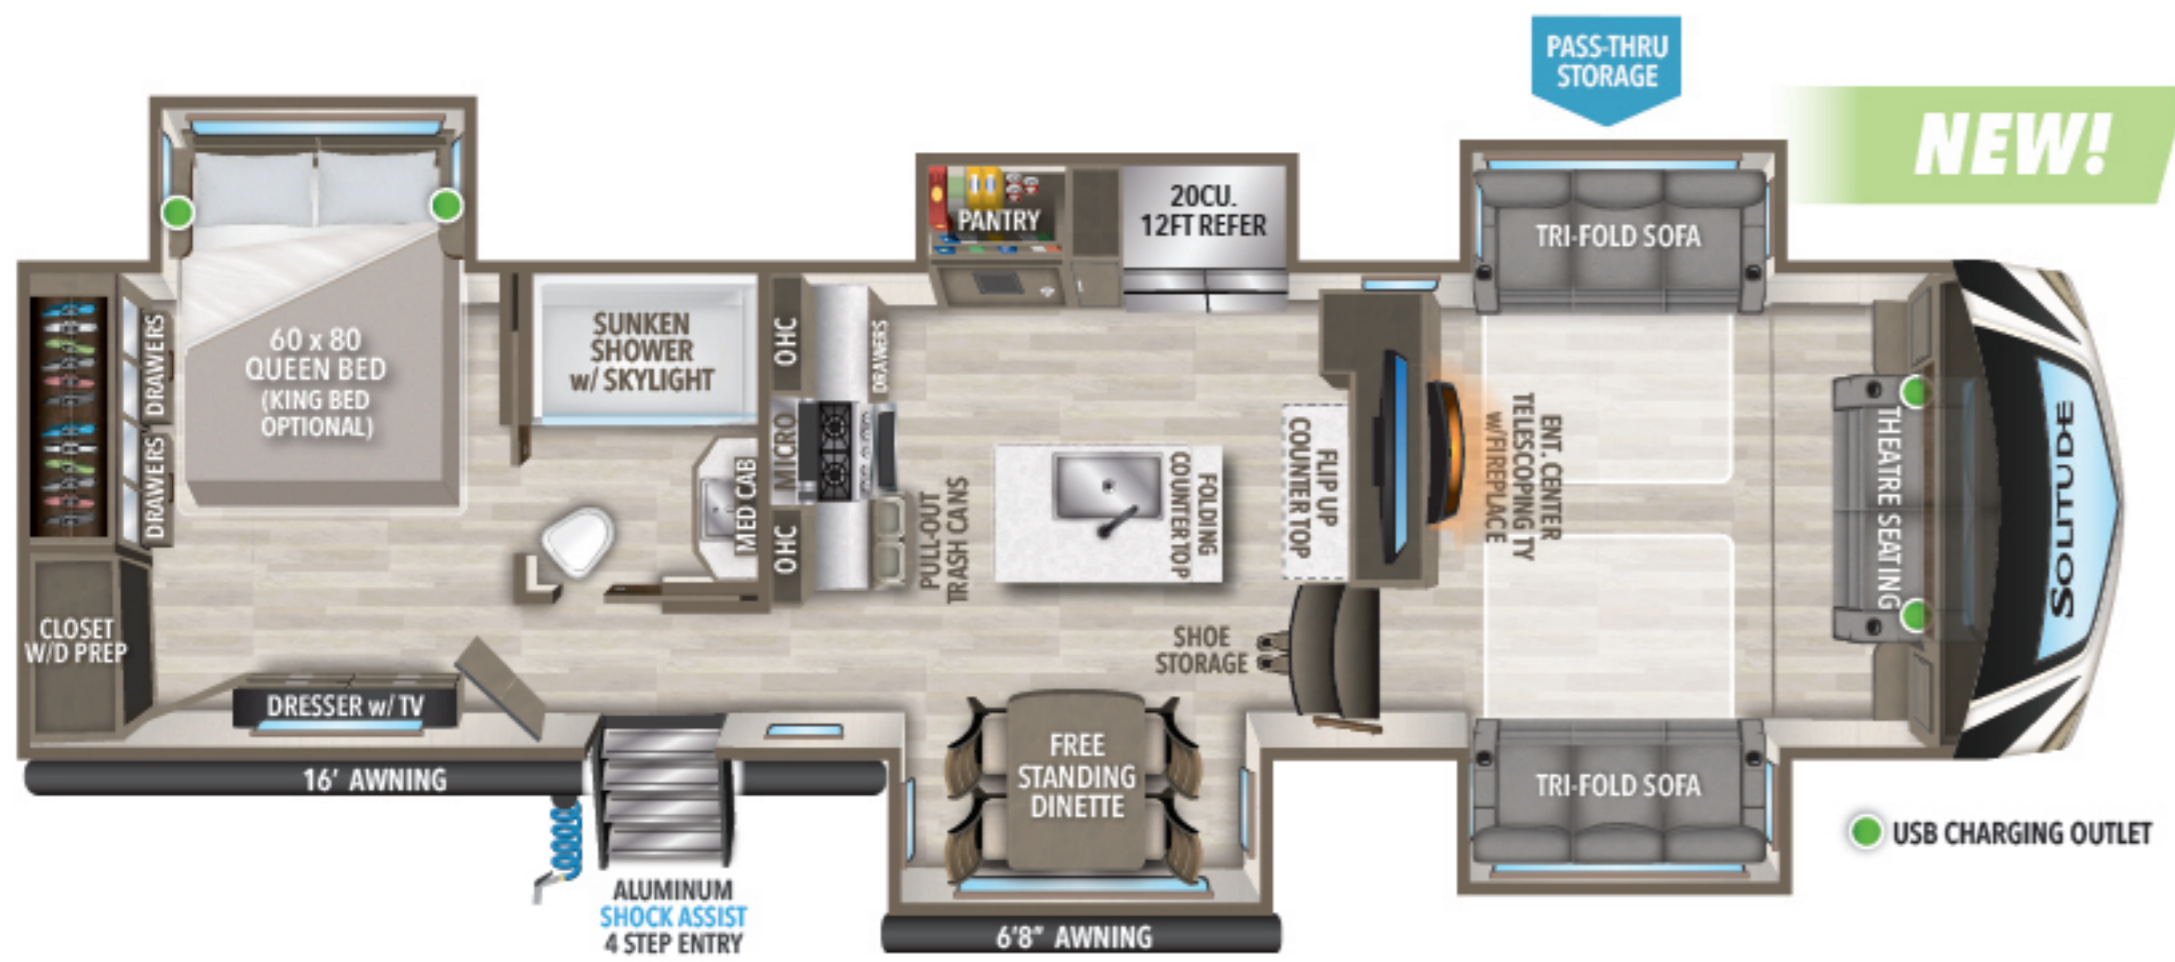 PASS-THRU
STORAGE
NEW!
PANTRY
20CU.
12FT REFER
TRI-FOLD SOFA
DRAWERS
DRAWERS
60 x 80
QUEEN BED
(KING BED
OPTIONAL)
SUNKEN
SHOWER
w/ SKYLIGHT
OHC
DRAWERS
MICRO
OHC
MED CAB
PULL-OUT
TRASH CANS
FOLDING
COUNTER TOP
FLIP UP
COUNTER TOP
ENT. CENTER
TELESCOPING TV
w/FIREPLACE
THEATRE SEATING
SOLITUDE
CLOSET
W/D PREP
DRESSER w/ TV
SHOE
STORAGE
FREE
STANDING
DINETTE
TRI-FOLD SOFA
16' AWNING
USB CHARGING OUTLET
ALUMINUM
SHOCK ASSIST
4 STEP ENTRY
6'8" AWNING